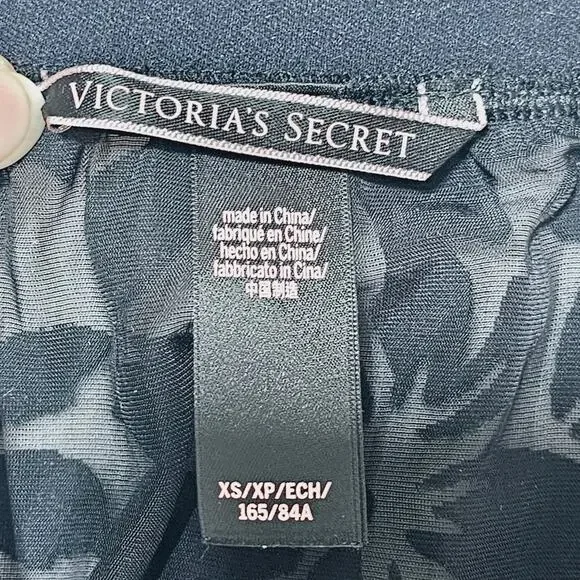 VICTORIA'S SECRET
made in China/
fabriqué en Chine/
hecho en China/
fabbricato in Cina/
中国制造
XS/XP/ECH/
165/84A